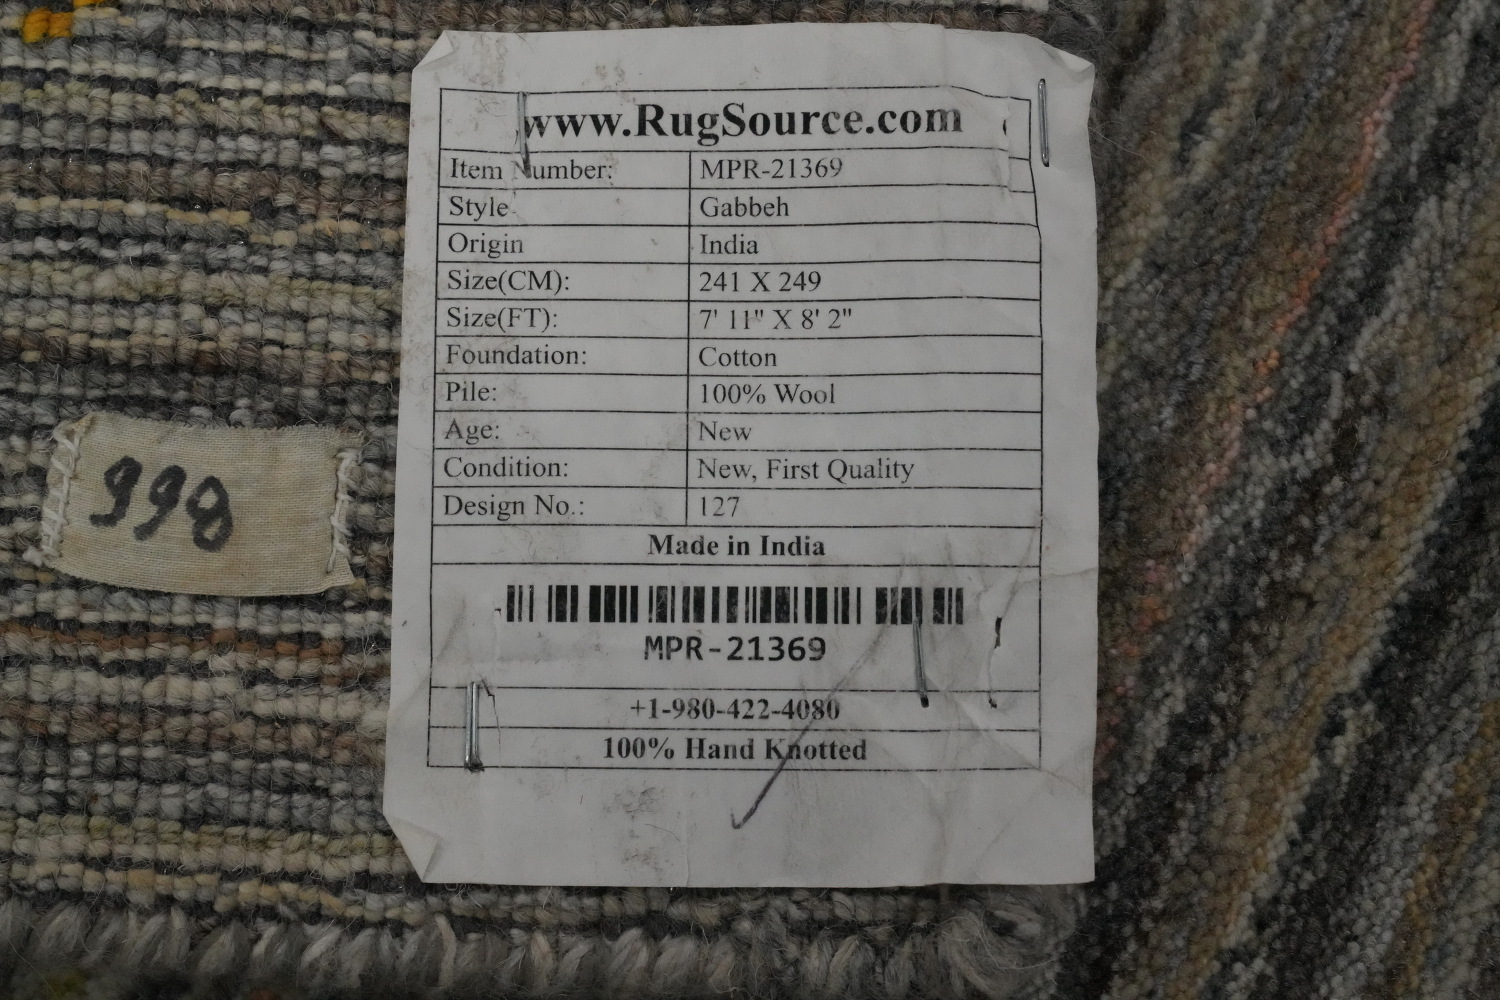 www.RugSource.com
Item Number: MPR-21369
Style Gabbeh
Origin India
Size(CM): 241 X 249
Size(FT): 7' 11" X 8' 2"
Foundation: Cotton
Pile: 100% Wool
Age: New
Condition: New, First Quality
Design No.: 127
Made in India
MPR-21369
+1-980-422-4080
100% Hand Knotted
998